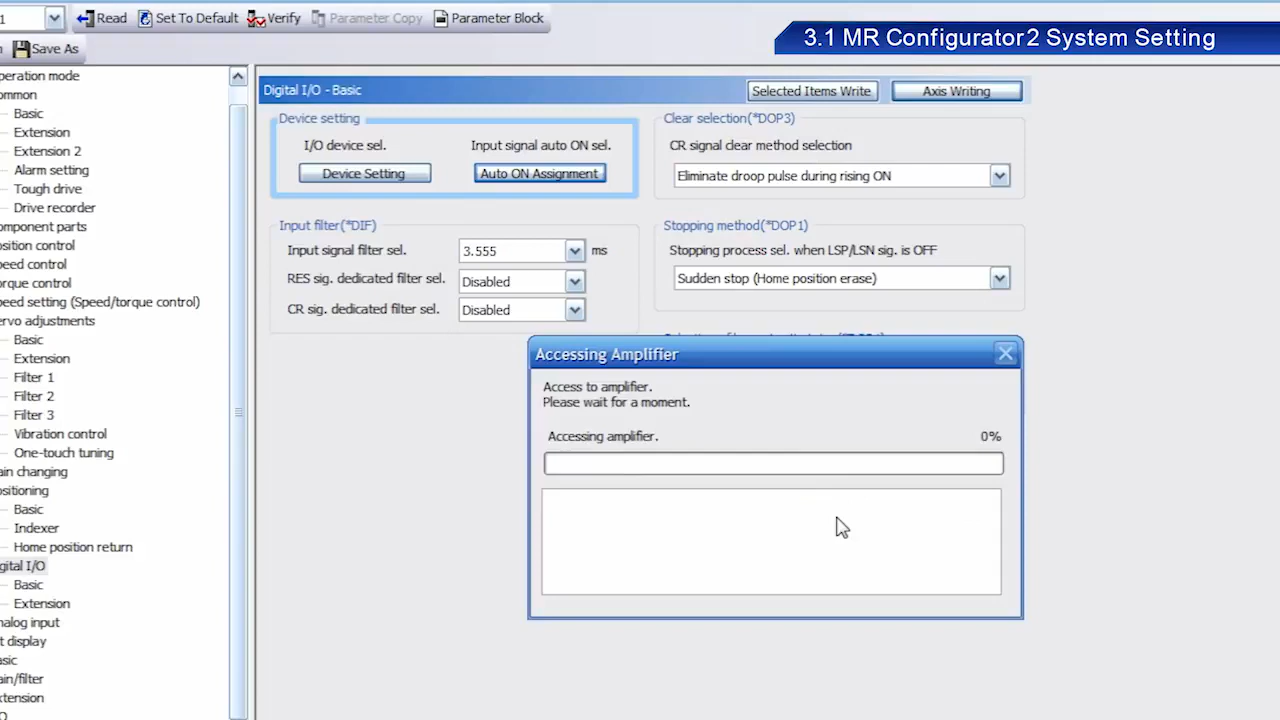 1 Read Set To Default Verify Parameter Copy Parameter Block
3.1 MR Configurator2 System Setting
n Save As
peration mode
ommon
Basic
Extension
Extension 2
Alarm setting
Tough drive
Drive recorder
omponent parts
osition control
peed control
orque control
peed setting (Speed/torque control)
ervo adjustments
Basic
Extension
Filter 1
Filter 2
Filter 3
Vibration control
One-touch tuning
ain changing
ositioning
Basic
Indexer
Home position return
igital I/O
Basic
Extension
nalog input
t display
asic
ain/filter
xtension
O
Digital I/O - Basic
Selected Items Write Axis Writing
Device setting
I/O device sel. Input signal auto ON sel.
Device Setting Auto ON Assignment
Clear selection(*DOP3)
CR signal clear method selection
Eliminate droop pulse during rising ON
Input filter(*DIF)
Input signal filter sel. 3.555 ms
RES sig. dedicated filter sel. Disabled
CR sig. dedicated filter sel. Disabled
Stopping method(*DOP1)
Stopping process sel. when LSP/LSN sig. is OFF
Sudden stop (Home position erase)
Accessing Amplifier
Access to amplifier.
Please wait for a moment.
Accessing amplifier. 0%